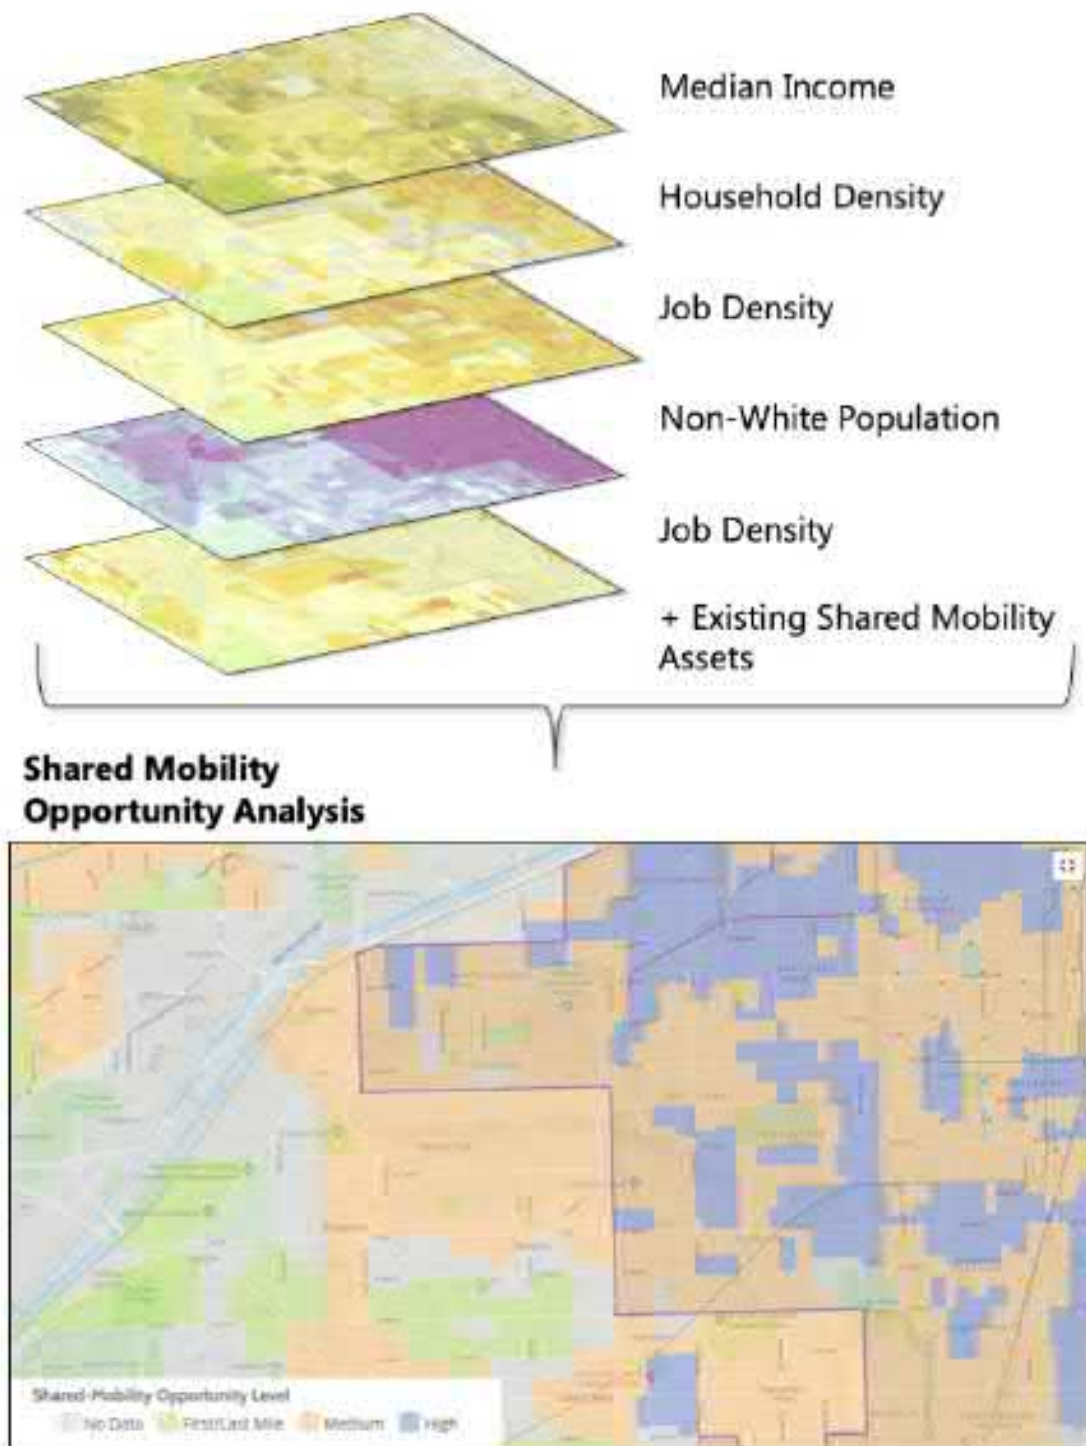 Median Income
Household Density
Job Density
Non-White Population
Job Density
+ Existing Shared Mobility
Assets
Shared Mobility
Opportunity Analysis
Shared-Mobility Opportunity Level
No Data First/Last Mile Medium High